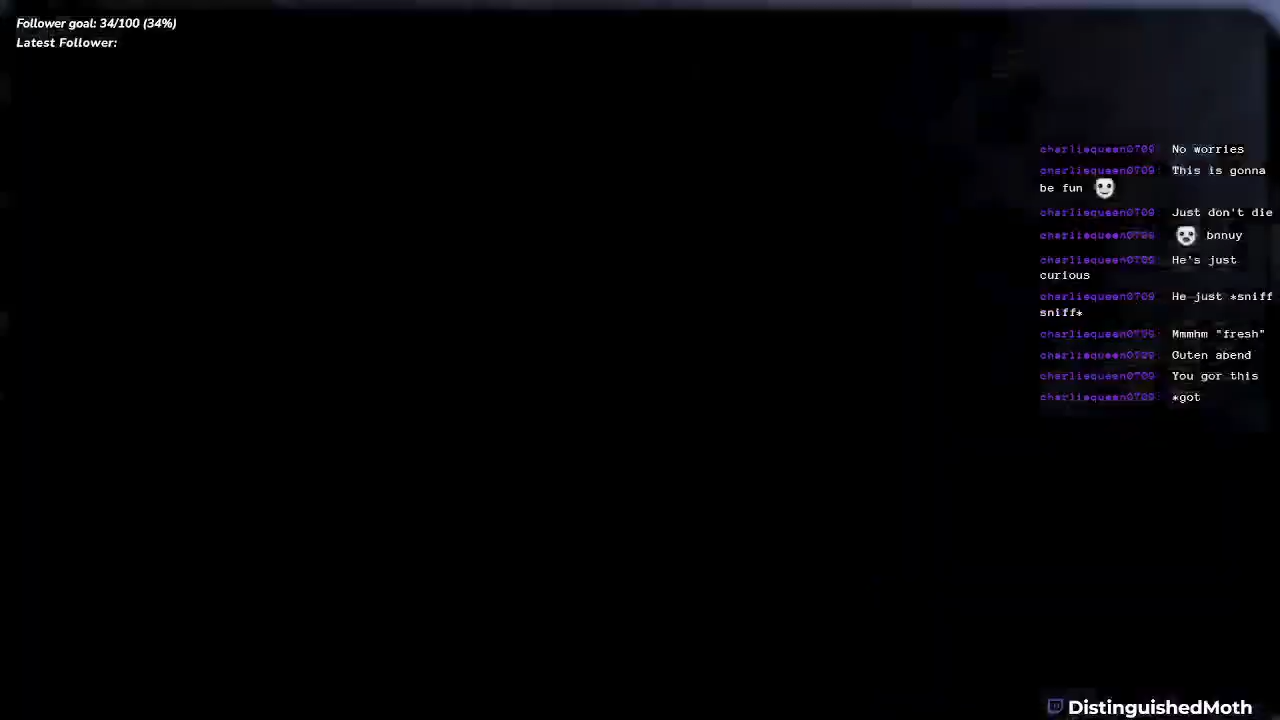 Follower goal: 34/100 (34%)
Latest Follower:
charliequeen0709 No worries
charliequeen0709 This is gonna
be fun
charliequeen0709 Just don't die
charliequeen0709 bnnuy
charliequeen0709 He's just
curious
charliequeen0709 He just *sniff
sniff*
charliequeen0709 Mmmhm "fresh"
charliequeen0709 Guten abend
charliequeen0709 You gor this
charliequeen0709 *got
DistinguishedMoth